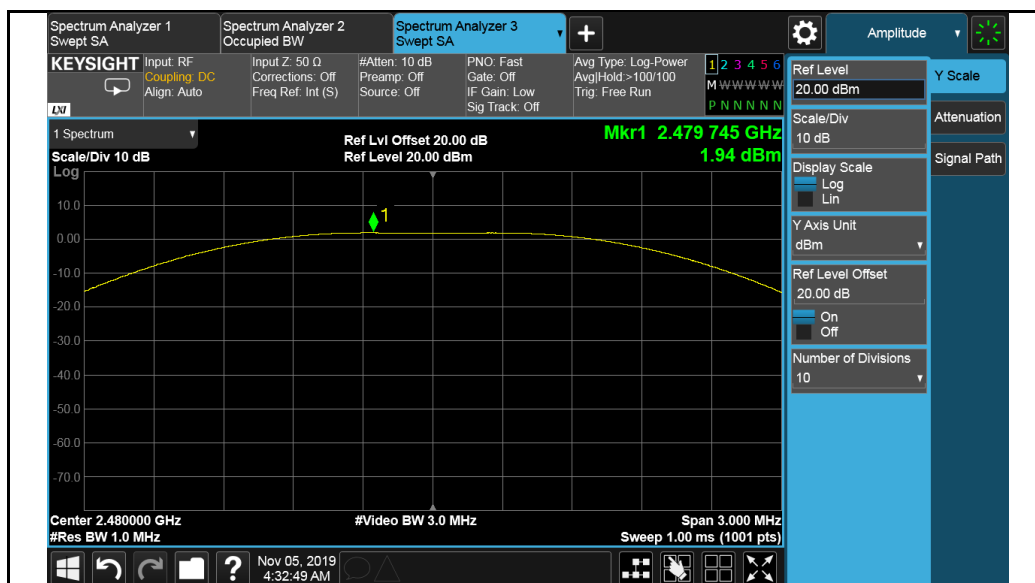 Spectrum Analyzer 1
Swept SA
Spectrum Analyzer 2
Occupied BW
Spectrum Analyzer 3
Swept SA
Amplitude
KEYSIGHT
LXI
Input: RF
Coupling: DC
Align: Auto
Input Z: 50 Ω
Corrections: Off
Freq Ref: Int (S)
#Atten: 10 dB
Preamp: Off
Source: Off
PNO: Fast
Gate: Off
IF Gain: Low
Sig Track: Off
Avg Type: Log-Power
Avg|Hold:>100/100
Trig: Free Run
1 2 3 4 5 6
M W W W W W
P N N N N N
1 Spectrum
Scale/Div 10 dB
Log
Ref Lvl Offset 20.00 dB
Ref Level 20.00 dBm
Mkr1 2.479 745 GHz
1.94 dBm
1
10.0
0.00
-10.0
-20.0
-30.0
-40.0
-50.0
-60.0
-70.0
Center 2.480000 GHz
#Res BW 1.0 MHz
#Video BW 3.0 MHz
Span 3.000 MHz
Sweep 1.00 ms (1001 pts)
Ref Level
20.00 dBm
Scale/Div
10 dB
Display Scale
Log
Lin
Y Axis Unit
dBm
Ref Level Offset
20.00 dB
On
Off
Number of Divisions
10
Y Scale
Attenuation
Signal Path
?
Nov 05, 2019
4:32:49 AM